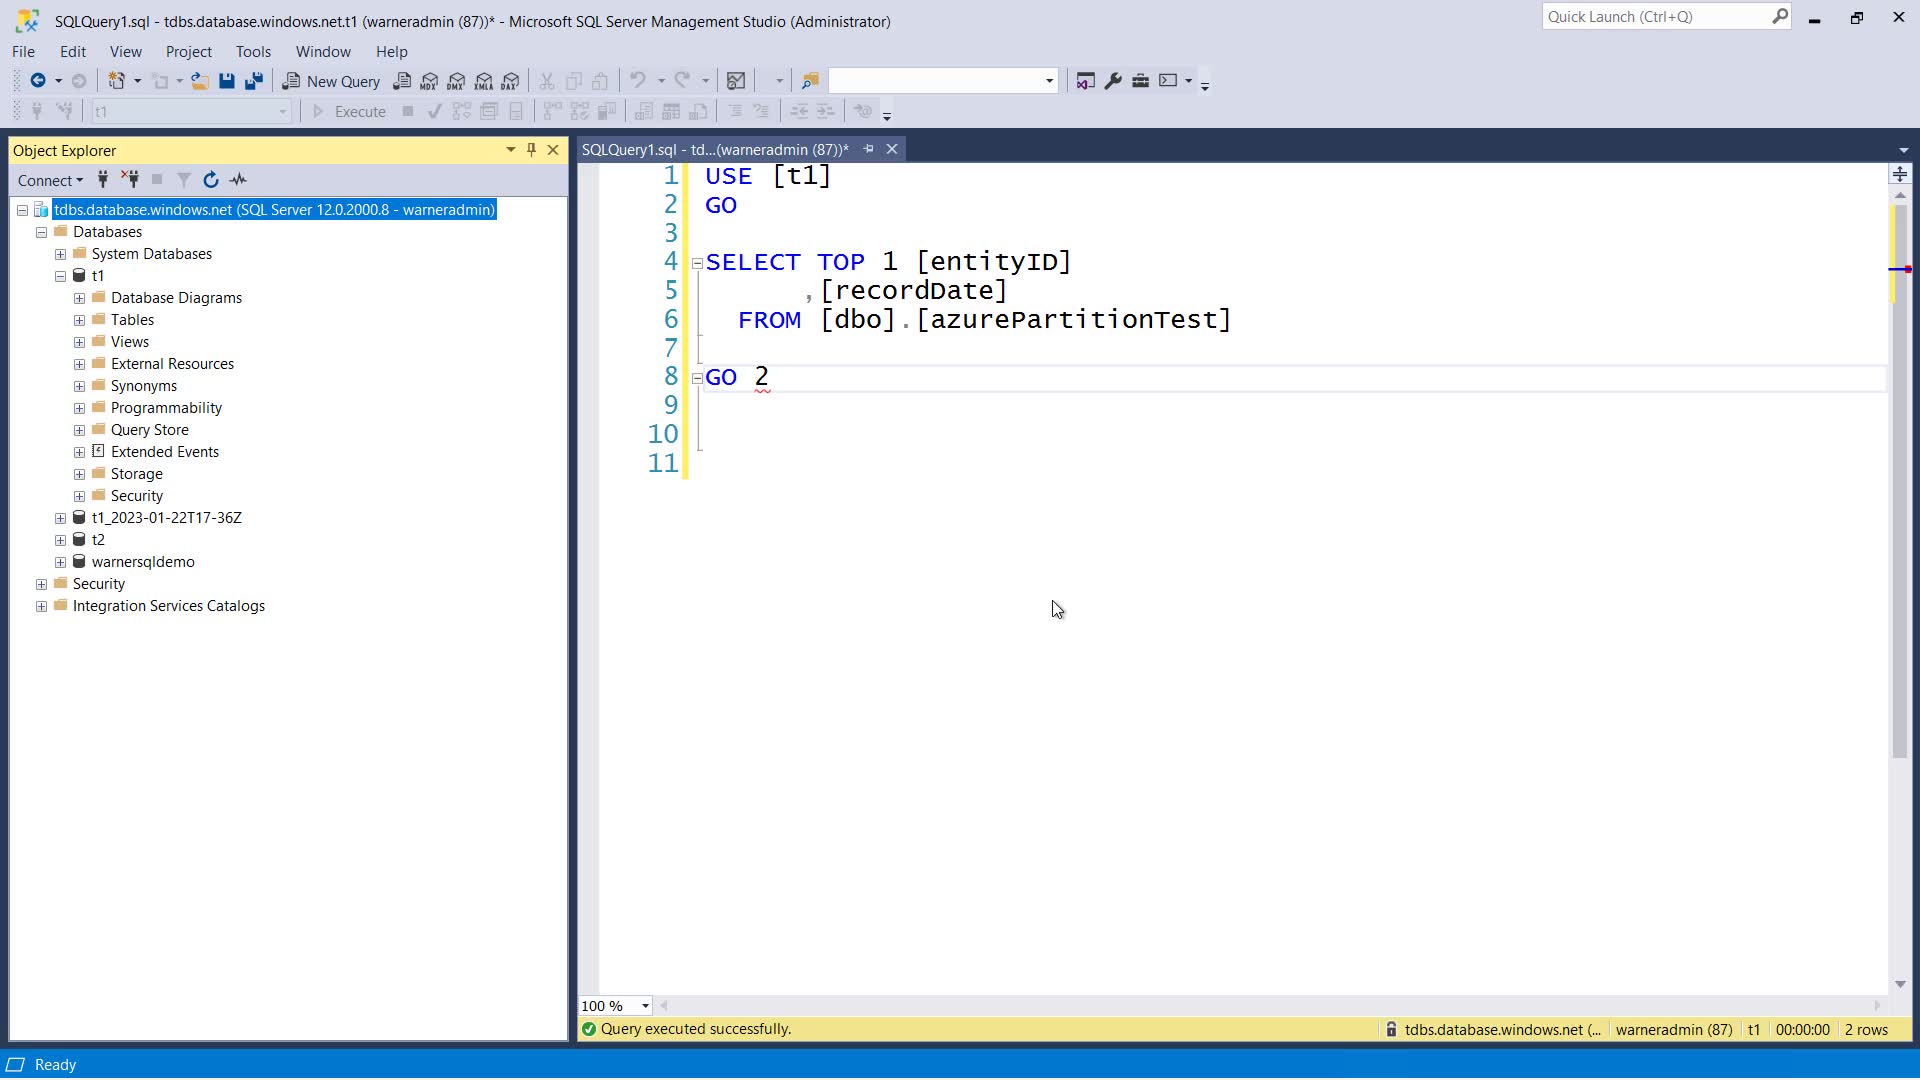 SQLQuery1.sql - tdbs.database.windows.net.t1 (warneradmin (87))* - Microsoft SQL Server Management Studio (Administrator)
Quick Launch (Ctrl+Q)
File Edit View Project Tools Window Help
New Query
MDX DMX XMLA DAX
t1
Execute
Object Explorer
Connect
tdbs.database.windows.net (SQL Server 12.0.2000.8 - warneradmin)
Databases
System Databases
t1
Database Diagrams
Tables
Views
External Resources
Synonyms
Programmability
Query Store
Extended Events
Storage
Security
t1_2023-01-22T17-36Z
t2
warnersqldemo
Security
Integration Services Catalogs
SQLQuery1.sql - td...(warneradmin (87))*
1 USE [t1]
2 GO
3
4 SELECT TOP 1 [entityID]
5 ,[recordDate]
6 FROM [dbo].[azurePartitionTest]
7
8 GO 2
9
10
11
100 %
Query executed successfully.
tdbs.database.windows.net (... warneradmin (87) t1 00:00:00 2 rows
Ready